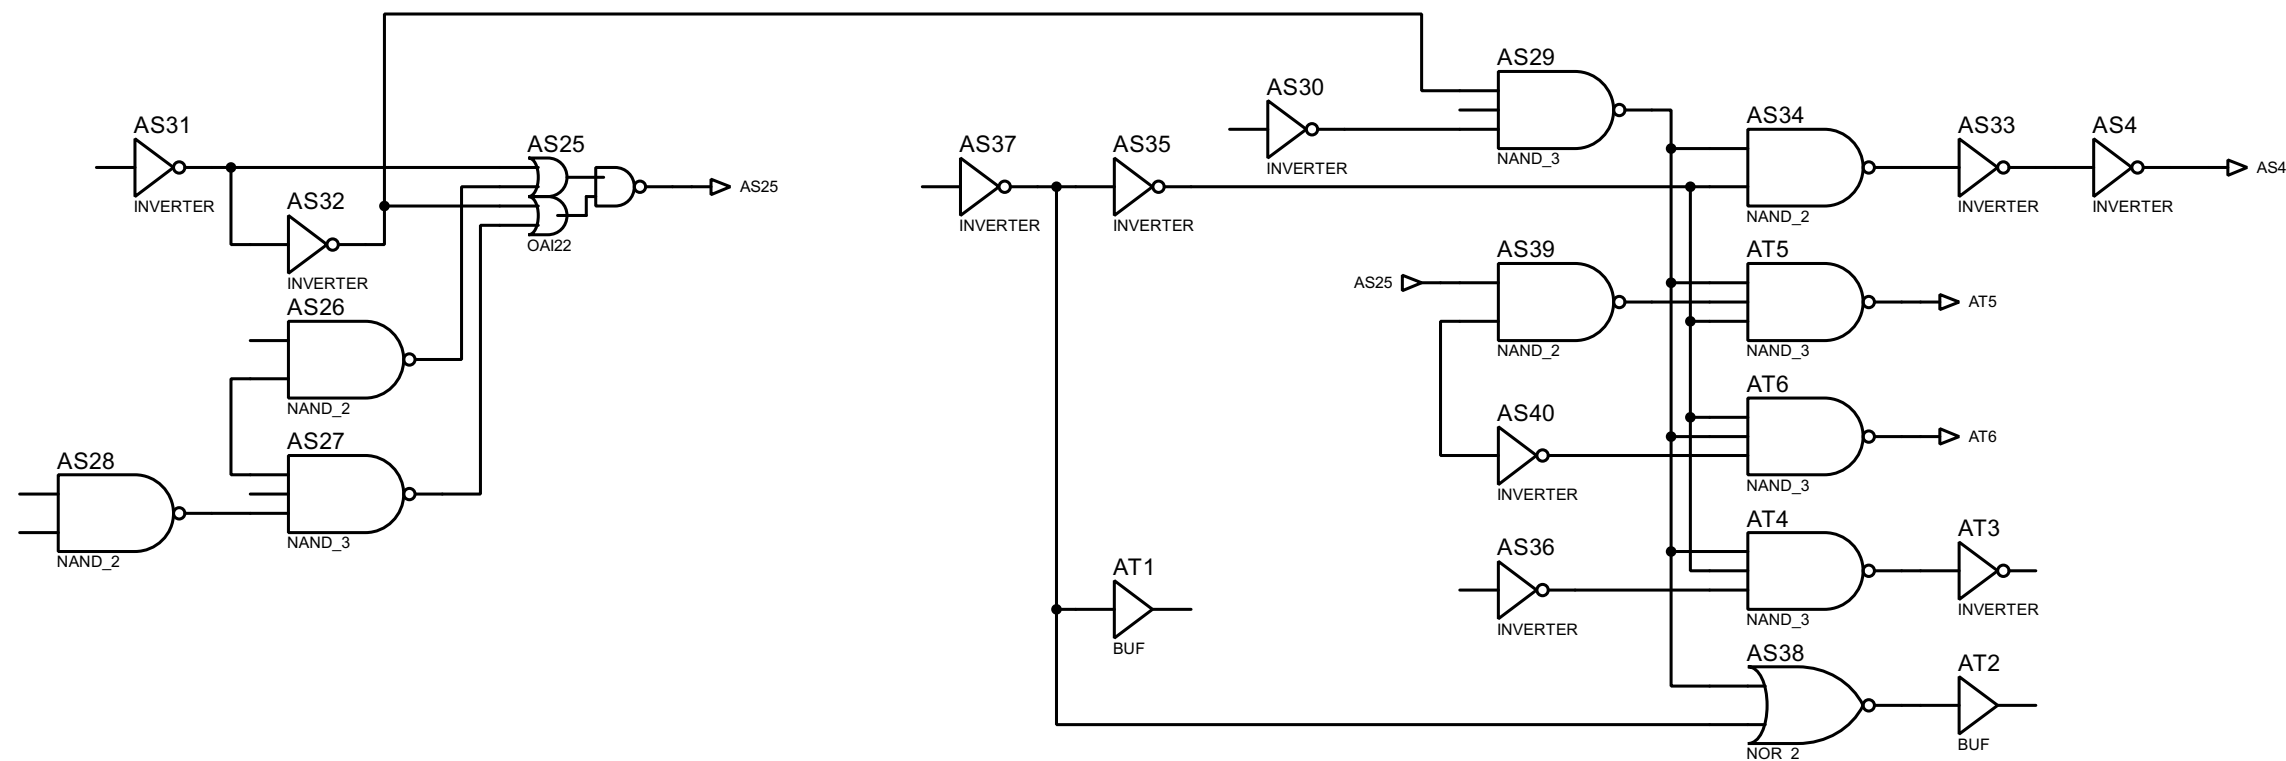 AS29
AS30
AS31
AS34
AS33
AS4
AS25
AS37
AS35
NAND_3
INVERTER
AS4
AS25
INVERTER
AS32
INVERTER
INVERTER
NAND_2
INVERTER
INVERTER
OAI22
AS39
AT5
INVERTER
AS25
AT5
AS26
NAND_2
NAND_3
AT6
NAND_2
AS40
AS27
AT6
AS28
INVERTER
NAND_3
NAND_3
AT4
AT3
NAND_2
AS36
AT1
INVERTER
NAND_3
INVERTER
BUF
AS38
AT2
NOR_2
BUF